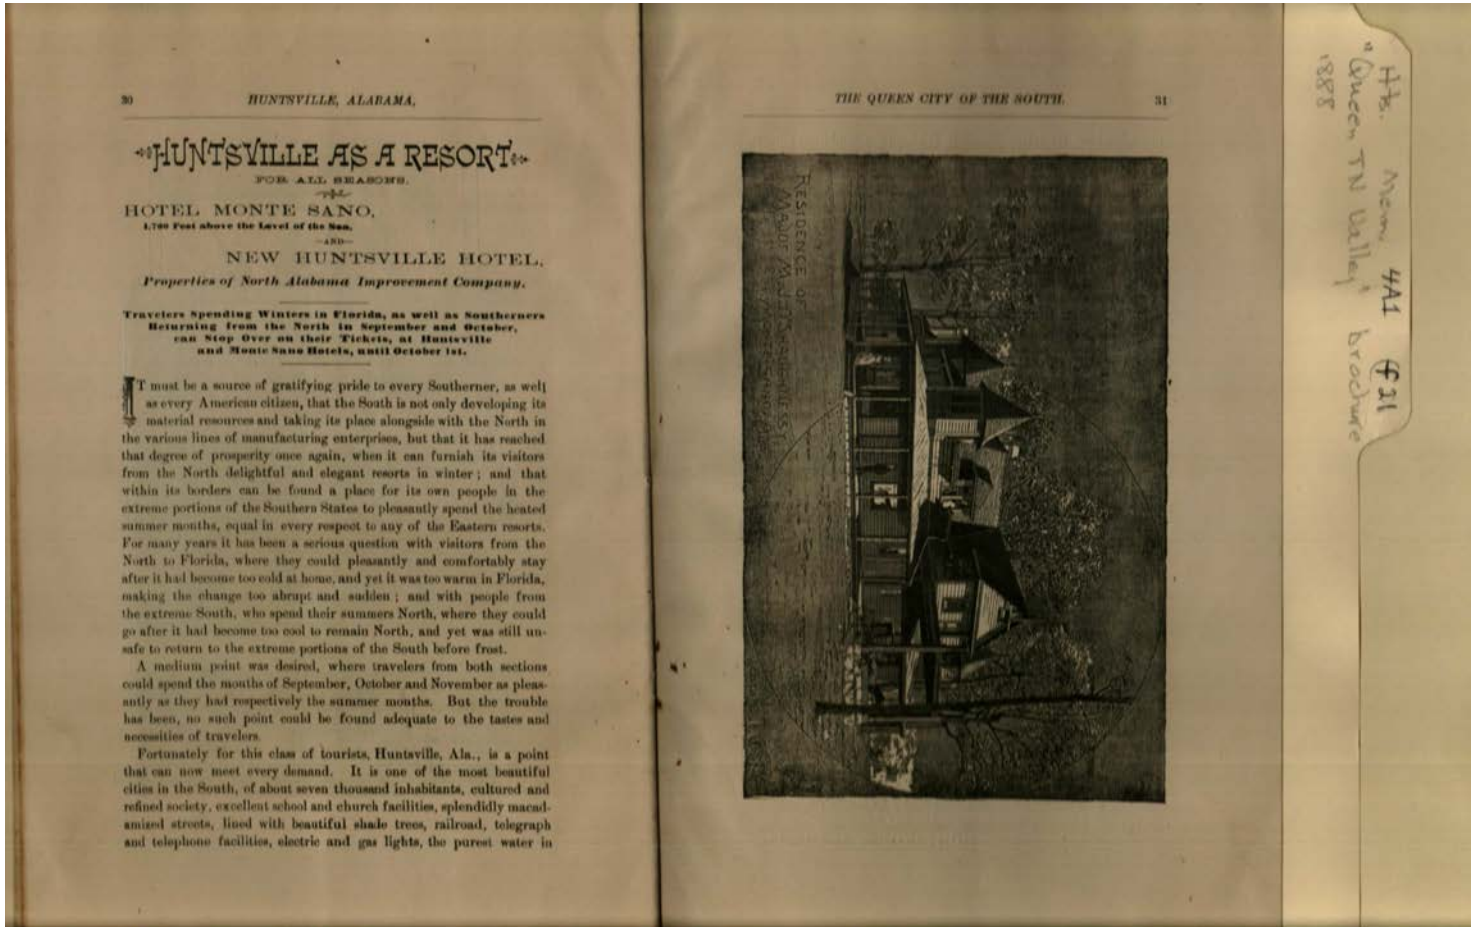 30
HUNTSVILLE, ALABAMA,
HUNTSVILLE AS A RESORT
FOR ALL SEASONS.
HOTEL MONTE SANO,
1,700 Feet above the Level of the Sea,
—AND—
NEW HUNTSVILLE HOTEL,
Properties of North Alabama Improvement Company.
Travelers Spending Winters in Florida, as well as Southerners
Returning from the North in September and October,
can Stop Over on their Tickets, at Huntsville
and Monte Sano Hotels, until October 1st.
IT must be a source of gratifying pride to every Southerner, as well
as every American citizen, that the South is not only developing its
material resources and taking its place alongside with the North in
the various lines of manufacturing enterprises, but that it has reached
that degree of prosperity once again, when it can furnish its visitors
from the North delightful and elegant resorts in winter; and that
within its borders can be found a place for its own people in the
extreme portions of the Southern States to pleasantly spend the heated
summer months, equal in every respect to any of the Eastern resorts.
For many years it has been a serious question with visitors from the
North to Florida, where they could pleasantly and comfortably stay
after it had become too cold at home, and yet it was too warm in Florida,
making the change too abrupt and sudden; and with people from
the extreme South, who spend their summers North, where they could
go after it had become too cool to remain North, and yet was still un-
safe to return to the extreme portions of the South before frost.
A medium point was desired, where travelers from both sections
could spend the months of September, October and November as pleas-
antly as they had respectively the summer months. But the trouble
has been, no such point could be found adequate to the tastes and
necessities of travelers.
Fortunately for this class of tourists, Huntsville, Ala., is a point
that can now meet every demand. It is one of the most beautiful
cities in the South, of about seven thousand inhabitants, cultured and
refined society, excellent school and church facilities, splendidly macad-
amized streets, lined with beautiful shade trees, railroad, telegraph
and telephone facilities, electric and gas lights, the purest water in
THE QUEEN CITY OF THE SOUTH.
31
RESIDENCE OF
MAJOR
4A1 f21
"Queen TN Valley" brochure
1888